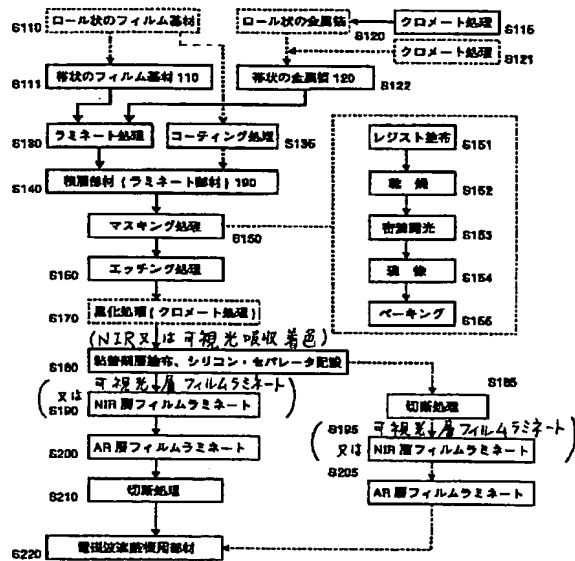 S110 ロール状のフィルム基材
ロール状の金属箔 S120
クロメート処理 S115
クロメート処理 S121
S111 帯状のフィルム基材 110
帯状の金属箔 120 S122
S130 ラミネート処理
コーティング処理 S135
S140 積層部材(ラミネート部材) 190
マスキング処理 S150
レジスト塗布 S151
乾 燥 S152
密着露光 S153
現 像 S154
ベーキング S155
S160 エッチング処理
S170 黒化処理(クロメート処理)
(NIR又は可視光吸収着色)
S180 粘着剤層塗布、シリコン・セパレータ配設
S185
切断処理
可視光層フィルムラミネート
(又は) S190 NIR層フィルムラミネート
S195 可視光層フィルムラミネート
(又は) NIR層フィルムラミネート
S200 AR層フィルムラミネート
S205
AR層フィルムラミネート
S210 切断処理
S220 電磁波遮蔽板用部材